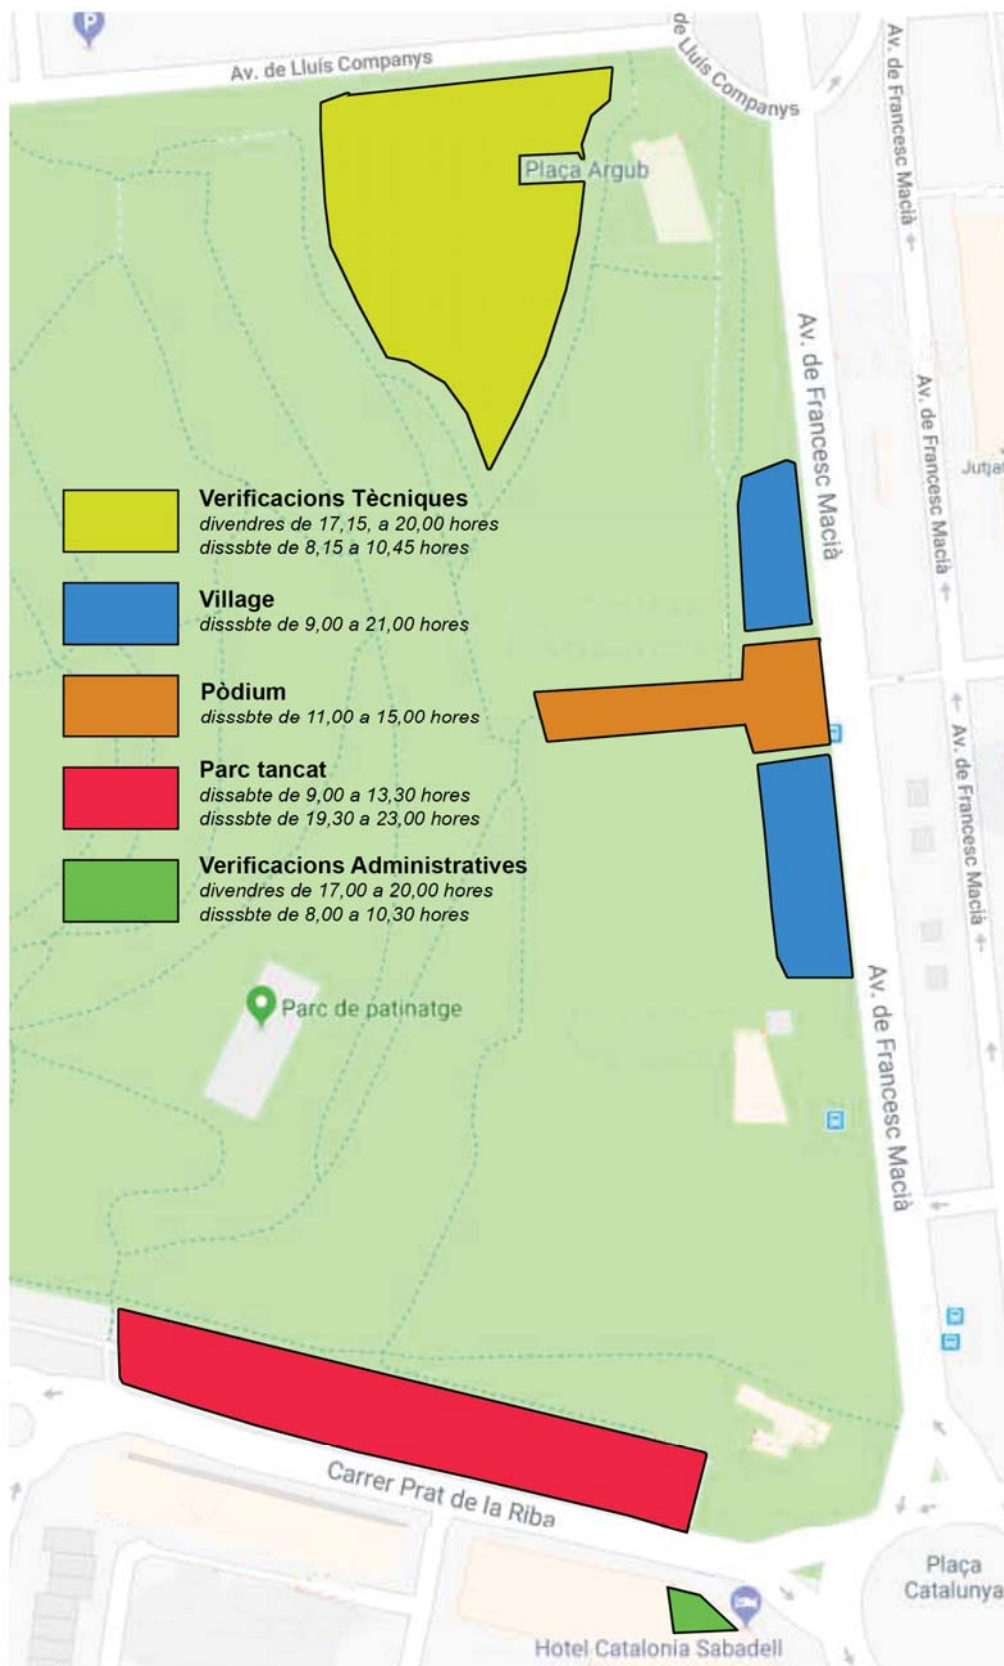 P
Av. de Lluís Companys
de Lluís Companys
Av. de Francesc Macià
Plaça Argub
Av. de Francesc Macià
Av. de Francesc Macià
Verificacions Tècniques
divendres de 17,15, a 20,00 hores
disssbte de 8,15 a 10,45 hores
Village
disssbte de 9,00 a 21,00 hores
Pòdium
disssbte de 11,00 a 15,00 hores
Av. de Francesc Macià
Parc tancat
dissabte de 9,00 a 13,30 hores
disssbte de 19,30 a 23,00 hores
Verificacions Administratives
divendres de 17,00 a 20,00 hores
disssbte de 8,00 a 10,30 hores
Parc de patinatge
Av. de Francesc Macià
Carrer Prat de la Riba
Plaça
Catalunya
Hotel Catalonia Sabadell